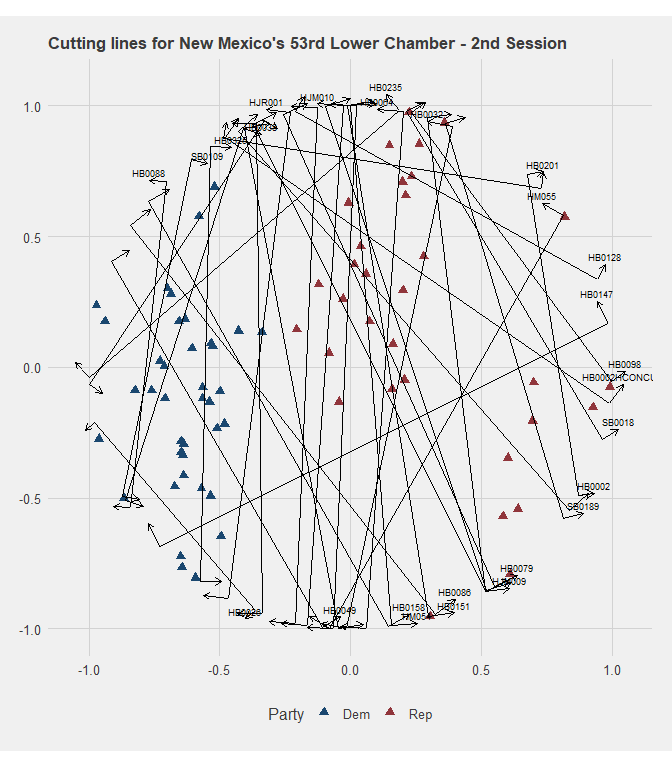 Cutting lines for New Mexico's 53rd Lower Chamber - 2nd Session
HB0235
HJR001 HJM010
1.0
HB0032
SB0109
HB0088
HB0201
HM055
0.5
HB0128
HB0147
0.0
HB0098
SB0018
-0.5
HB0002
SB0189
HB0079
HB0086
HB0049 HB0158 HB0151
-1.0
-1.0 -0.5 0.0 0.5 1.0
Party Dem Rep